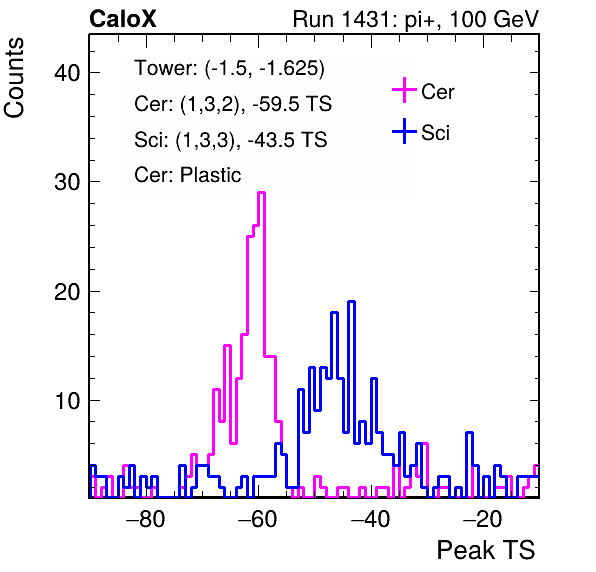 CaloX Run 1431: pi+, 100 GeV
Counts
Tower: (-1.5, -1.625)
Cer: (1,3,2), -59.5 TS
Sci: (1,3,3), -43.5 TS
Cer: Plastic
Cer
Sci
40
30
20
10
−80 −60 −40 −20
Peak TS